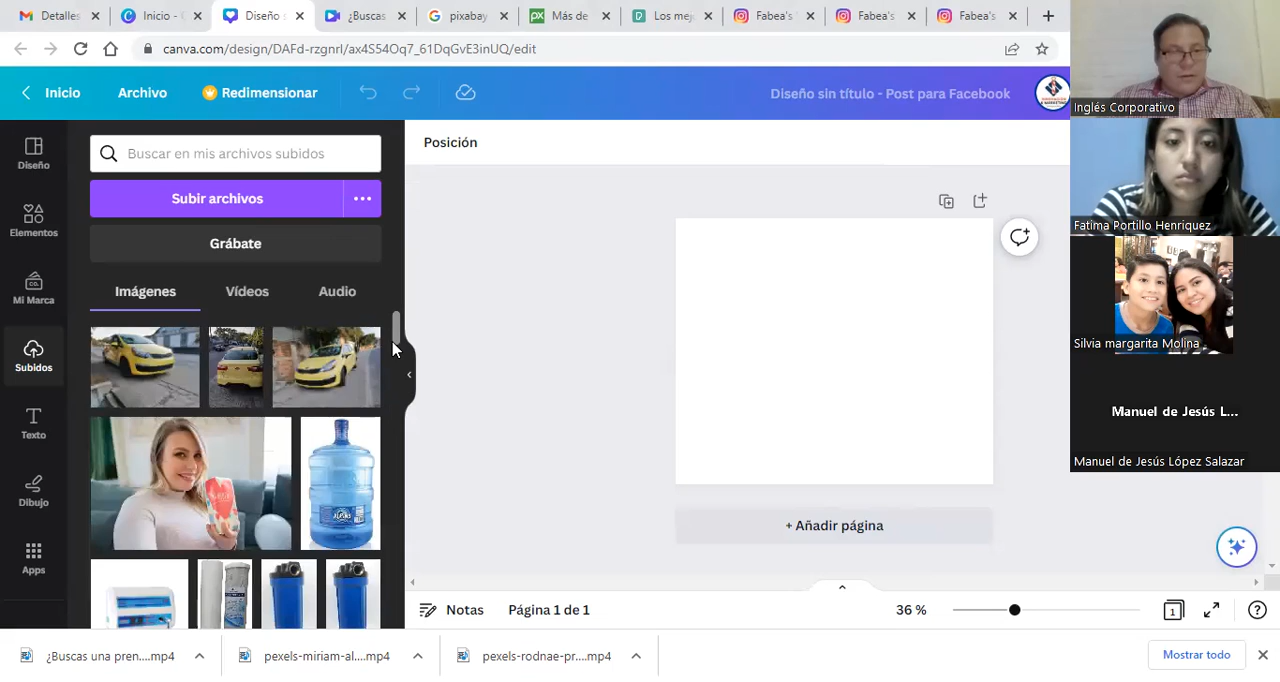 Detalles
Inicio - C
Diseño s
¿Buscas
pixabay
Más de
Los mej
Fabea's
Fabea's
Fabea's
canva.com/design/DAFd-rzgnrl/ax4S54Oq7_61DqGvE3inUQ/edit
Inicio
Archivo
Redimensionar
Diseño sin título - Post para Facebook
Diseño
Elementos
Mi Marca
Subidos
Texto
Dibujo
Apps
Buscar en mis archivos subidos
Subir archivos
Grábate
Imágenes
Vídeos
Audio
Posición
+ Añadir página
Notas
Página 1 de 1
36 %
1
Inglés Corporativo
Fatima Portillo Henriquez
Silvia margarita Molina
Manuel de Jesús L...
Manuel de Jesús López Salazar
¿Buscas una pren....mp4
pexels-miriam-al....mp4
pexels-rodnae-pr....mp4
Mostrar todo